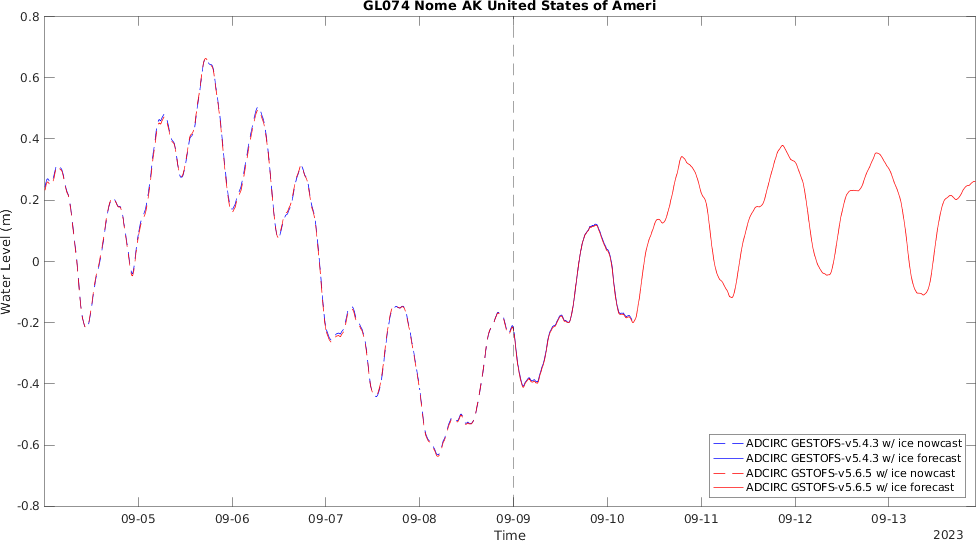 GL074 Nome AK United States of Ameri
0.8
0.6
0.4
0.2
0
-0.2
-0.4
-0.6
-0.8
Water Level (m)
09-05 09-06 09-07 09-08 09-09 09-10 09-11 09-12 09-13
Time
2023
ADCIRC GESTOFS-v5.4.3 w/ ice nowcast
ADCIRC GESTOFS-v5.4.3 w/ ice forecast
ADCIRC GSTOFS-v5.6.5 w/ ice nowcast
ADCIRC GSTOFS-v5.6.5 w/ ice forecast